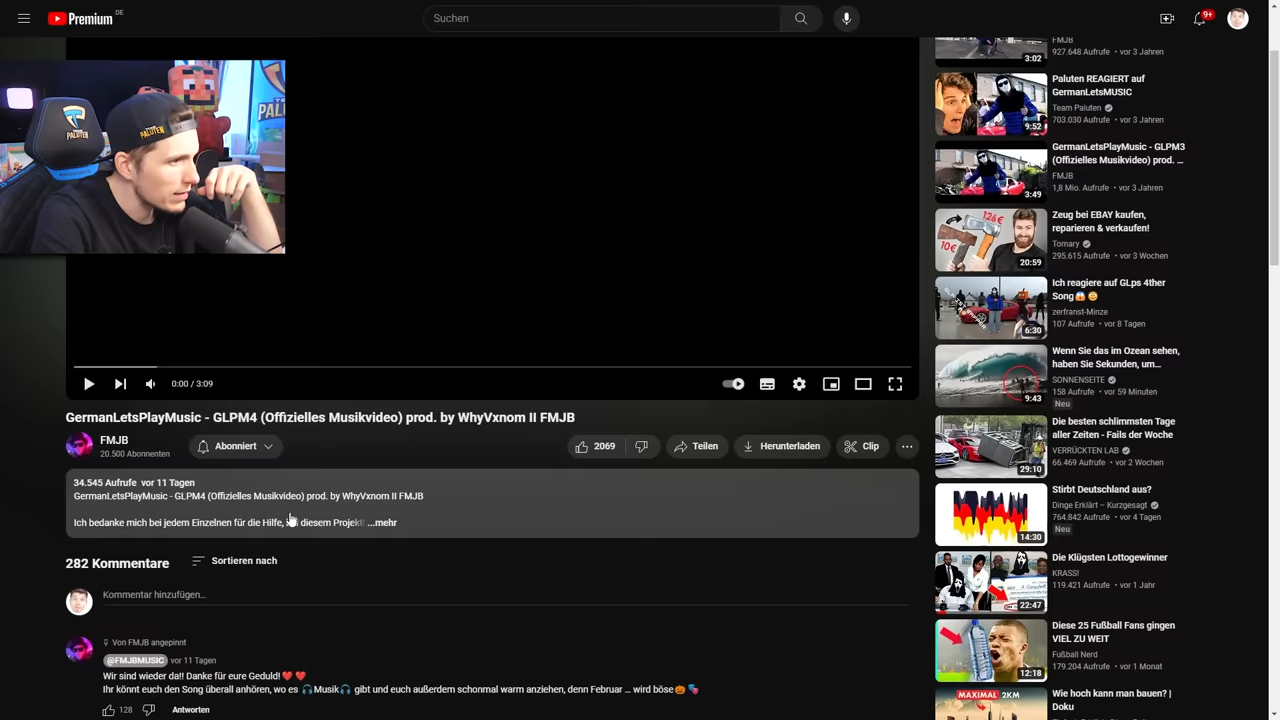 Premium DE
Suchen
9+
PALUTEN
PALUTEN
0:00 / 3:09
GermanLetsPlayMusic - GLPM4 (Offizielles Musikvideo) prod. by WhyVxnom II FMJB
FMJB
20.500 Abonnenten
Abonniert
2069
Teilen
Herunterladen
Clip
34.545 Aufrufe vor 11 Tagen
GermanLetsPlayMusic - GLPM4 (Offizielles Musikvideo) prod. by WhyVxnom II FMJB
Ich bedanke mich bei jedem Einzelnen für die Hilfe, diesem Projekt! ...mehr
282 Kommentare
Sortieren nach
Kommentar hinzufügen...
Von FMJB angepinnt
@FMJBMUSIC vor 11 Tagen
Wir sind wieder da!! Danke für eure Geduld!❤️❤️
Ihr könnt euch den Song überall anhören, wo es 🎧Musik🎧 gibt und euch außerdem schonmal warm anziehen, denn Februar ... wird böse🎃🎭
128
Antworten
FMJB
927.648 Aufrufe • vor 3 Jahren
3:02
Paluten REAGIERT auf
GermanLetsMUSIC
Team Paluten
703.030 Aufrufe • vor 3 Jahren
9:52
GermanLetsPlayMusic - GLPM3
(Offizielles Musikvideo) prod. ...
FMJB
1,8 Mio. Aufrufe • vor 3 Jahren
3:49
Zeug bei EBAY kaufen,
reparieren & verkaufen!
Tomary
295.615 Aufrufe • vor 3 Wochen
10€
126€
20:59
Ich reagiere auf GLps 4ther
Song😱😳
zerfranst-Minze
107 Aufrufe • vor 8 Tagen
6:30
Wenn Sie das im Ozean sehen,
haben Sie Sekunden, um...
SONNENSEITE
158 Aufrufe • vor 59 Minuten
Neu
9:43
Die besten schlimmsten Tage
aller Zeiten - Fails der Woche
VERRÜCKTEN LAB
66.469 Aufrufe • vor 2 Wochen
29:10
Stirbt Deutschland aus?
Dinge Erklärt – Kurzgesagt
764.842 Aufrufe • vor 4 Tagen
Neu
14:30
Die Klügsten Lottogewinner
KRASS!
119.421 Aufrufe • vor 1 Jahr
22:47
Diese 25 Fußball Fans gingen
VIEL ZU WEIT
Fußball Nerd
179.204 Aufrufe • vor 1 Monat
12:18
Wie hoch kann man bauen? |
Doku
MAXIMAL 2KM